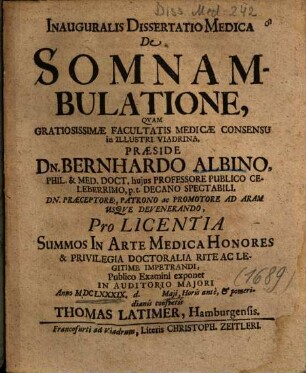 Diss. Med. 242
INAUGURALIS DISSERTATIO MEDICA
De
SOMNAM-
BULATIONE,
QVAM
GRATIOSISSIMÆ FACULTATIS MEDICÆ CONSENSU
in ILLUSTRI VIADRINA,
PRÆSIDE
DN. BERNHARDO ALBINO,
PHIL. & MED. DOCT. hujus PROFESSORE PUBLICO CE-
LEBERRIMO, p. t. DECANO SPECTABILI,
DN. PRÆCEPTORE, PATRONO ac PROMOTORE AD ARAM
USQVE DEVENERANDO,
Pro LICENTIA
SUMMOS IN ARTE MEDICA HONORES
& PRIVILEGIA DOCTORALIA RITE AC LE-
GITIME IMPETRANDI,
Publico Examini exponet
IN AUDITORIO MAJORI
Anno MDCLXXXIX. d. Maji, Horis ante, & pomeri-
dianis consuetis
THOMAS LATIMER, Hamburgensis.
(1689)
Francofurti ad Viadrum, Literis CHRISTOPH. ZEITLERI.